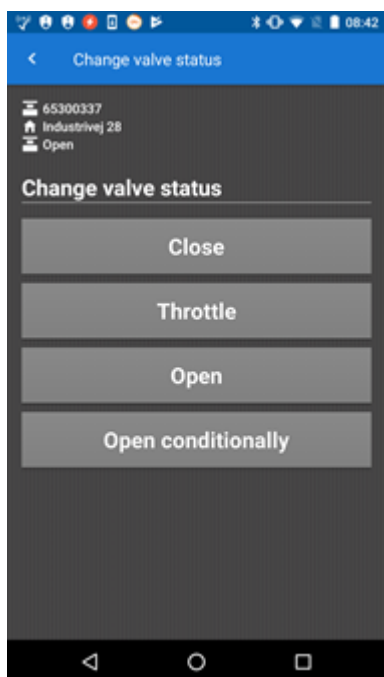 08:42
Change valve status
65300337
Industrivej 28
Open
Change valve status
Close
Throttle
Open
Open conditionally